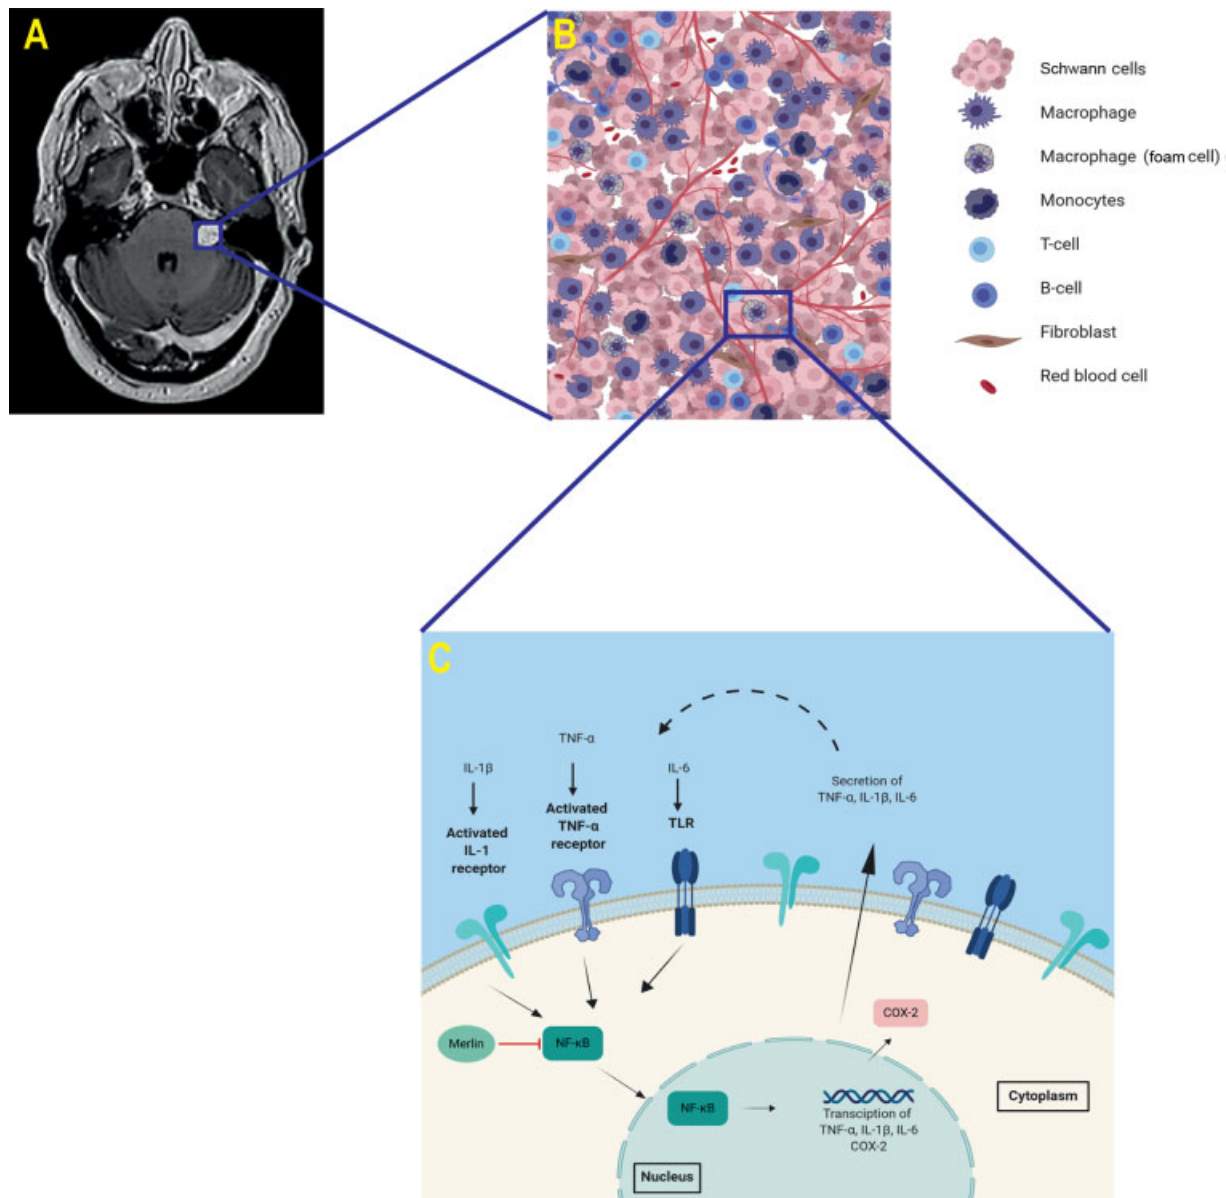 A
B
Schwann cells
Macrophage
Macrophage (foam cell)
Monocytes
T-cell
B-cell
Fibroblast
Red blood cell
C
TNF-α
IL-1β
IL-6
Secretion of
TNF-α, IL-1β, IL-6
Activated
IL-1
receptor
Activated
TNF-α
receptor
TLR
Merlin
NF-κB
COX-2
NF-κB
Transciption of
TNF-α, IL-1β, IL-6
COX-2
Cytoplasm
Nucleus